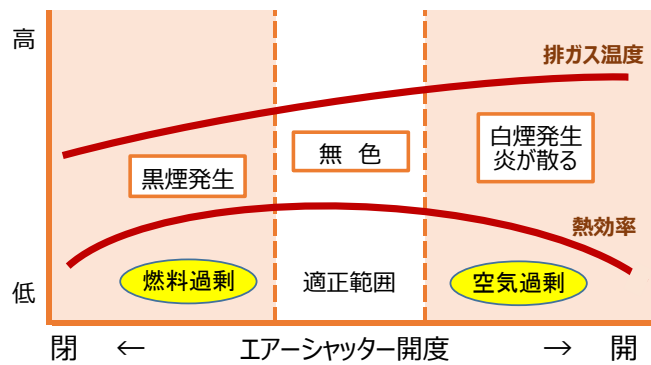 高
排ガス温度
白煙発生
炎が散る
無 色
黒煙発生
熱効率
燃料過剰
適正範囲
空気過剰
低
閉 ← エアーシャッター開度 → 開